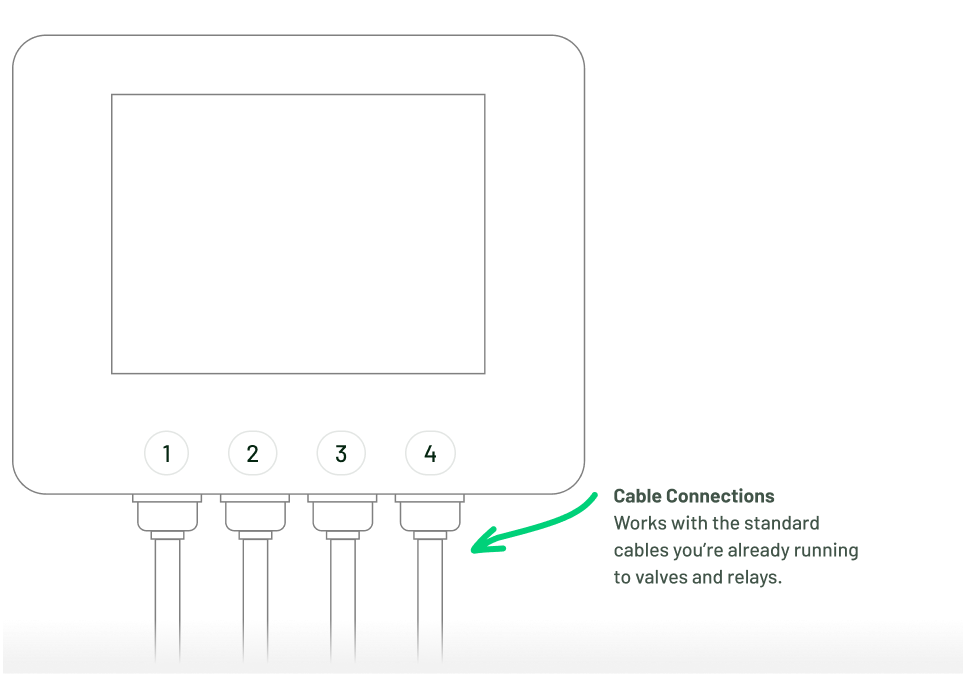 1
2
3
4
Cable Connections
Works with the standard
cables you’re already running
to valves and relays.